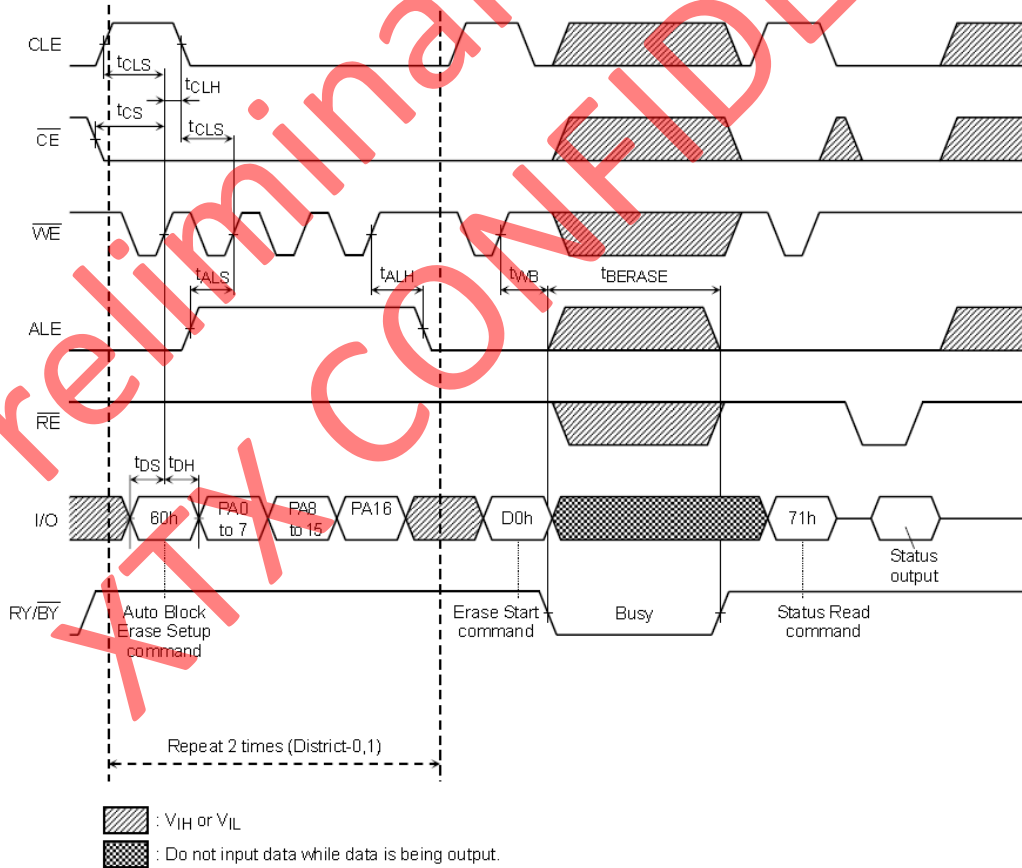 CLE
tCLS
tCLH
tCS
tCLS
CE
WE
tALS
tALH
tWB
tBERASE
ALE
RE
tDS
tDH
I/O
60h
PA0
to 7
PA8
to 15
PA16
D0h
71h
Status
output
RY/BY
Auto Block
Erase Setup
command
Erase Start
command
Busy
Status Read
command
Repeat 2 times (District-0,1)
: VIH or VIL
: Do not input data while data is being output.
reliminar
XTX CONFIDE